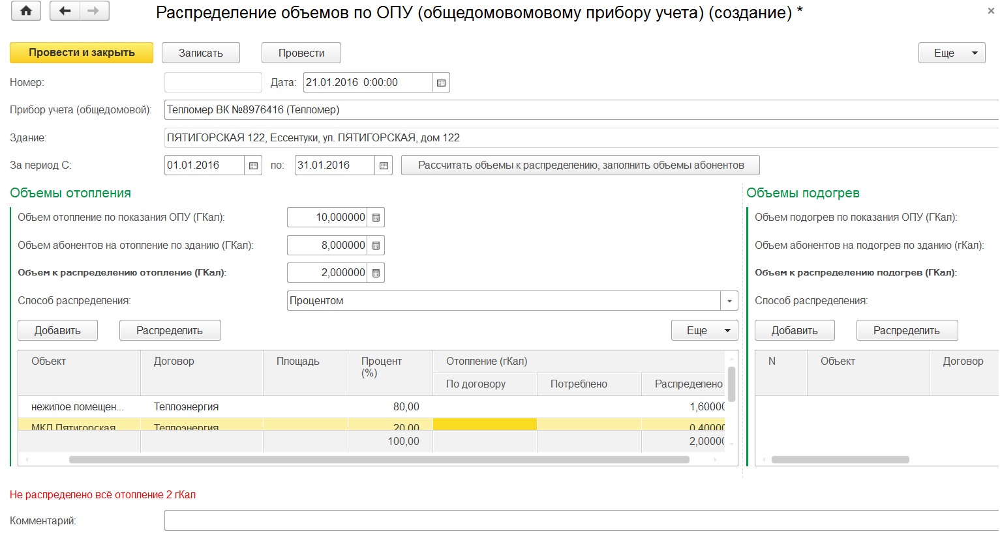 Распределение объемов по ОПУ (общедомовомовому прибору учета) (создание) *
Провести и закрыть Записать Провести Еще
Номер: Дата: 21.01.2016 0:00:00
Прибор учета (общедомовой): Тепломер ВК №8976416 (Тепломер)
Здание: ПЯТИГОРСКАЯ 122, Ессентуки, ул. ПЯТИГОРСКАЯ, дом 122
За период С: 01.01.2016 по: 31.01.2016 Рассчитать объемы к распределению, заполнить объемы абонентов
Объемы отопления
Объем отопление по показания ОПУ (ГКал): 10,000000
Объем абонентов на отопление по зданию (ГКал): 8,000000
Объем к распределению отопление (ГКал): 2,000000
Способ распределения: Процентом
Добавить Распределить Еще
Объект Договор Площадь Процент (%) Отопление (гКал)
По договору Потреблено Распределено
нежилое помещен... Теплоэнергия 80,00 1,60000
МКД Пятигорская Теплоэнергия 20,00 0,40000
100,00 2,00000
Объемы подогрев
Объем подогрев по показания ОПУ (ГКал):
Объем абонентов на подогрев по зданию (гКал):
Объем к распределению подогрев (ГКал):
Способ распределения:
Добавить Распределить
N Объект Договор
Не распределено всё отопление 2 гКал
Комментарий: